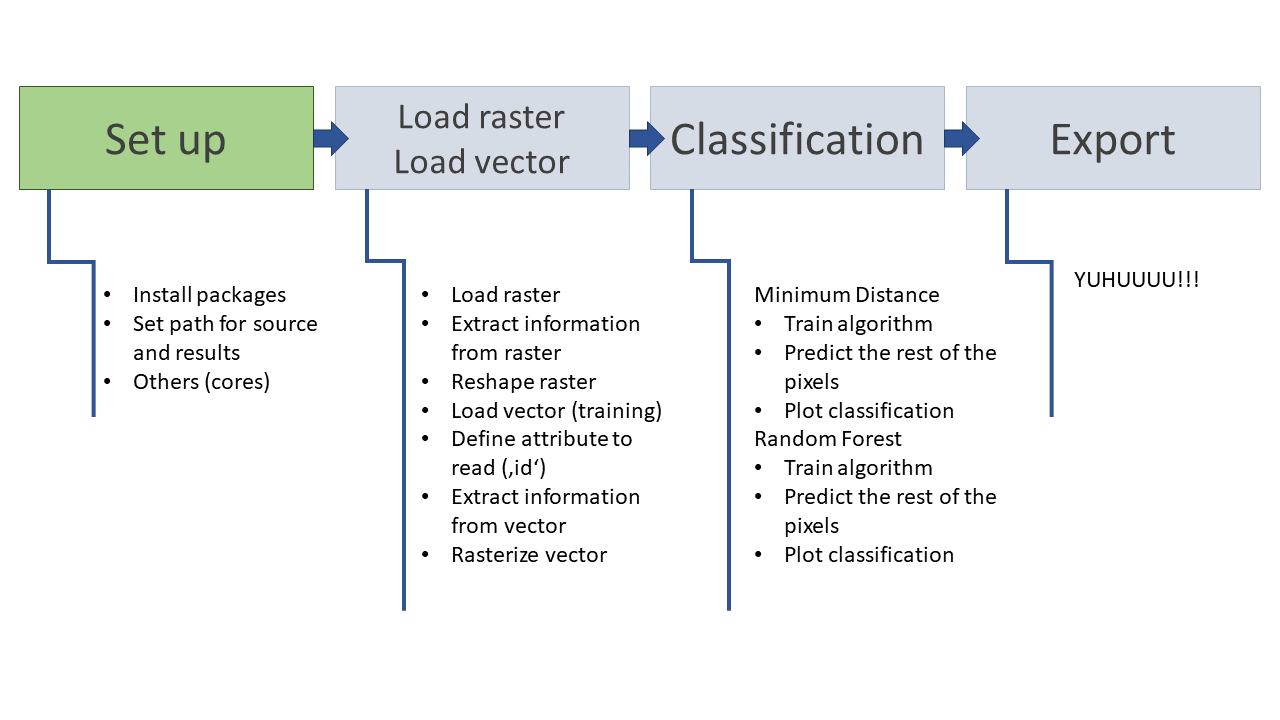 Set up
Load raster
Load vector
Classification
Export
• Install packages
• Set path for source
and results
• Others (cores)
• Load raster
• Extract information
from raster
• Reshape raster
• Load vector (training)
• Define attribute to
read (‚id‘)
• Extract information
from vector
• Rasterize vector
Minimum Distance
• Train algorithm
• Predict the rest of the
pixels
• Plot classification
Random Forest
• Train algorithm
• Predict the rest of the
pixels
• Plot classification
YUHUUUU!!!